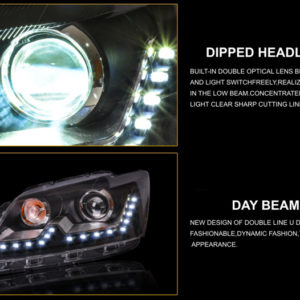 DIPPED HEADL
BUILT-IN DOUBLE OPTICAL LENS B
AND LIGHT SWITCHFREELY.REALIZ
IN THE LOW BEAM.CONCENTRATE
LIGHT CLEAR SHARP CUTTING LIN
DAY BEAM
NEW DESIGN OF DOUBLE LINE U D
FASHIONABLE,DYNAMIC FASHION,
APPEARANCE.